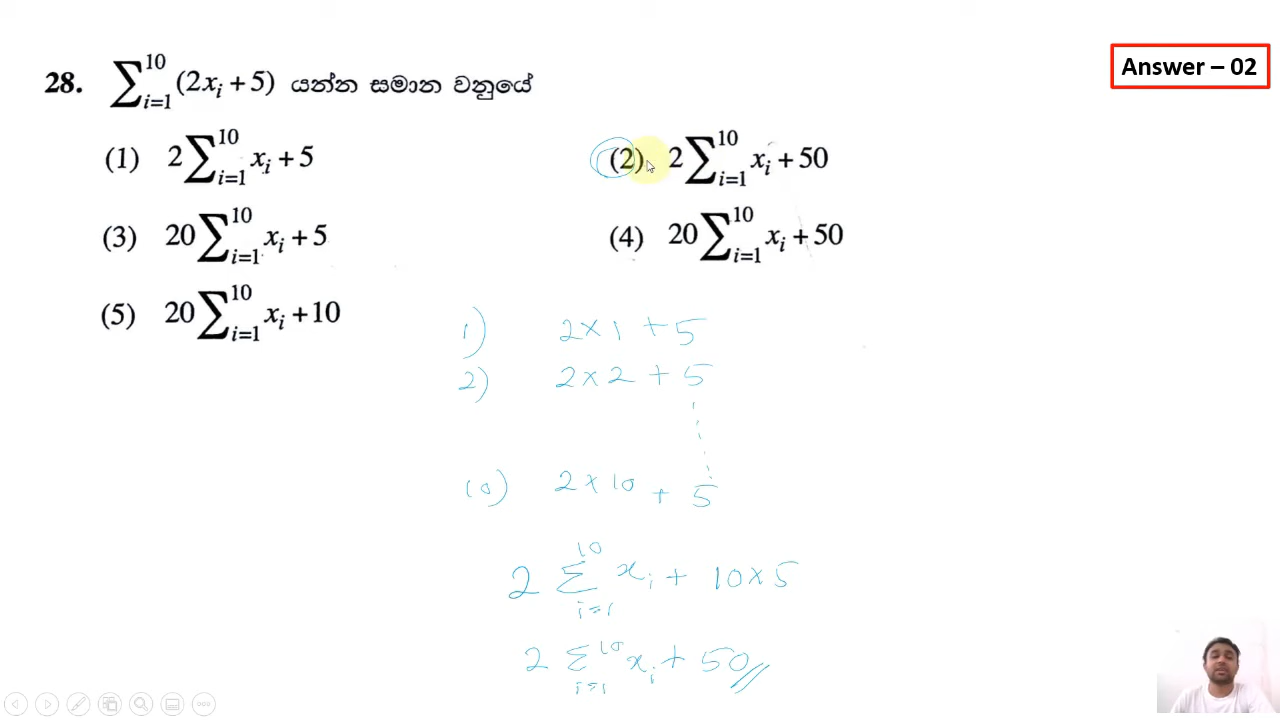 Answer – 02
28. ∑_{i=1}^{10} (2x_i + 5) යන්න සමාන වනුයේ
(1) 2∑_{i=1}^{10} x_i + 5
(2) 2∑_{i=1}^{10} x_i + 50
(3) 20∑_{i=1}^{10} x_i + 5
(4) 20∑_{i=1}^{10} x_i + 50
(5) 20∑_{i=1}^{10} x_i + 10
1) 2 × 1 + 5
2) 2 × 2 + 5
10) 2 × 10 + 5
2 ∑_{i=1}^{10} x_i + 10 × 5
2 ∑_{i=1}^{10} x_i + 50//